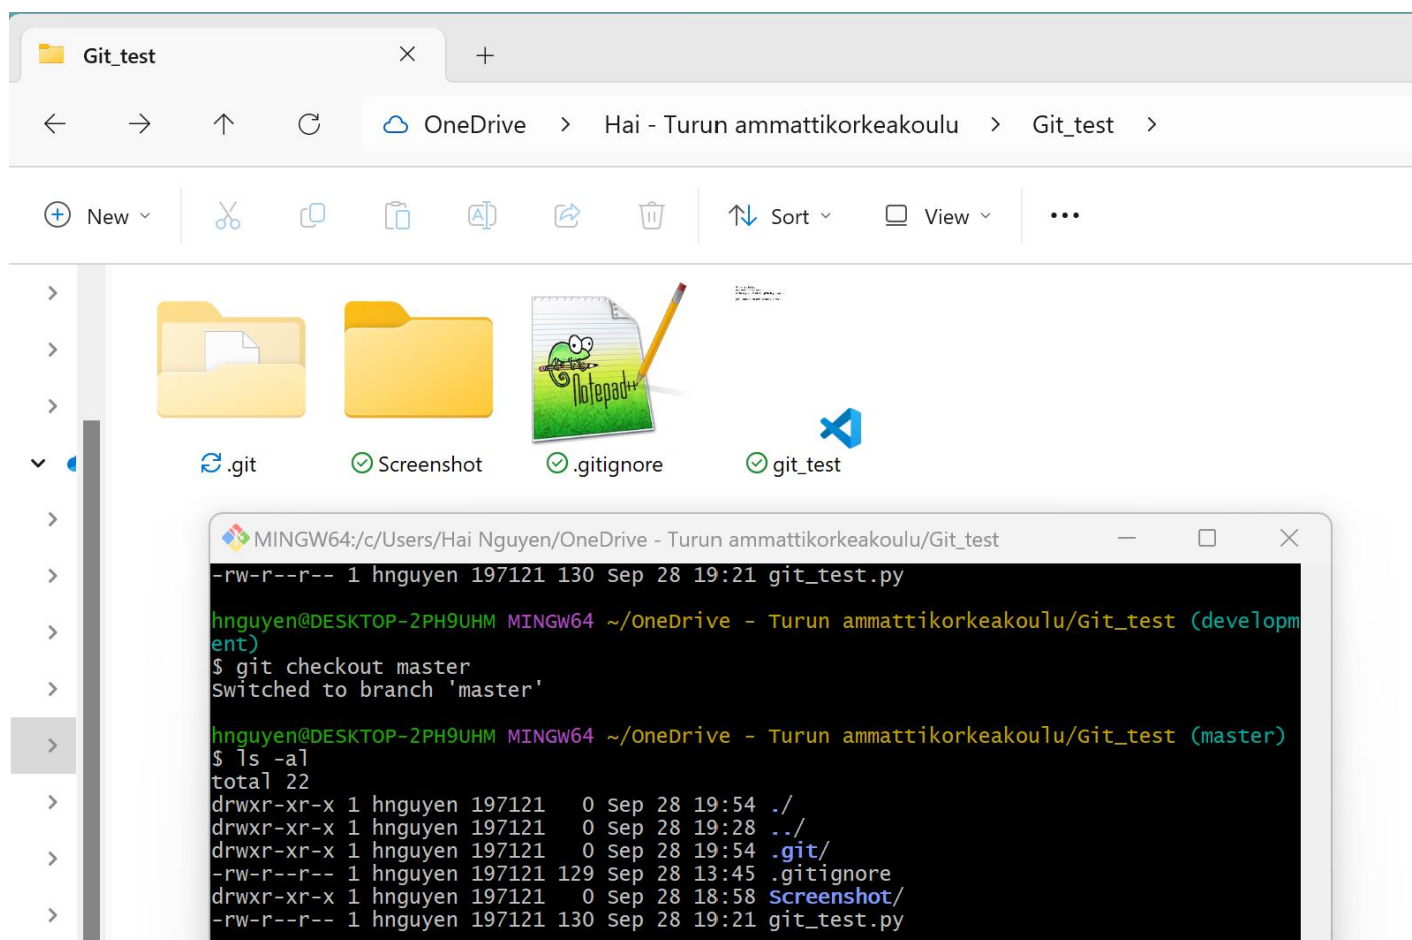 Git_test
OneDrive > Hai - Turun ammattikorkeakoulu > Git_test >
New Sort View
Notepad++
.git Screenshot .gitignore git_test
MINGW64:/c/Users/Hai Nguyen/OneDrive - Turun ammattikorkeakoulu/Git_test
-rw-r--r-- 1 hnguyen 197121 130 Sep 28 19:21 git_test.py
hnguyen@DESKTOP-2PH9UHM MINGW64 ~/OneDrive - Turun ammattikorkeakoulu/Git_test (developm
ent)
$ git checkout master
Switched to branch 'master'
hnguyen@DESKTOP-2PH9UHM MINGW64 ~/OneDrive - Turun ammattikorkeakoulu/Git_test (master)
$ ls -al
total 22
drwxr-xr-x 1 hnguyen 197121   0 Sep 28 19:54 ./
drwxr-xr-x 1 hnguyen 197121   0 Sep 28 19:28 ../
drwxr-xr-x 1 hnguyen 197121   0 Sep 28 19:54 .git/
-rw-r--r-- 1 hnguyen 197121 129 Sep 28 13:45 .gitignore
drwxr-xr-x 1 hnguyen 197121   0 Sep 28 18:58 Screenshot/
-rw-r--r-- 1 hnguyen 197121 130 Sep 28 19:21 git_test.py